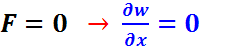 F = 0 → ∂w/∂x = 0